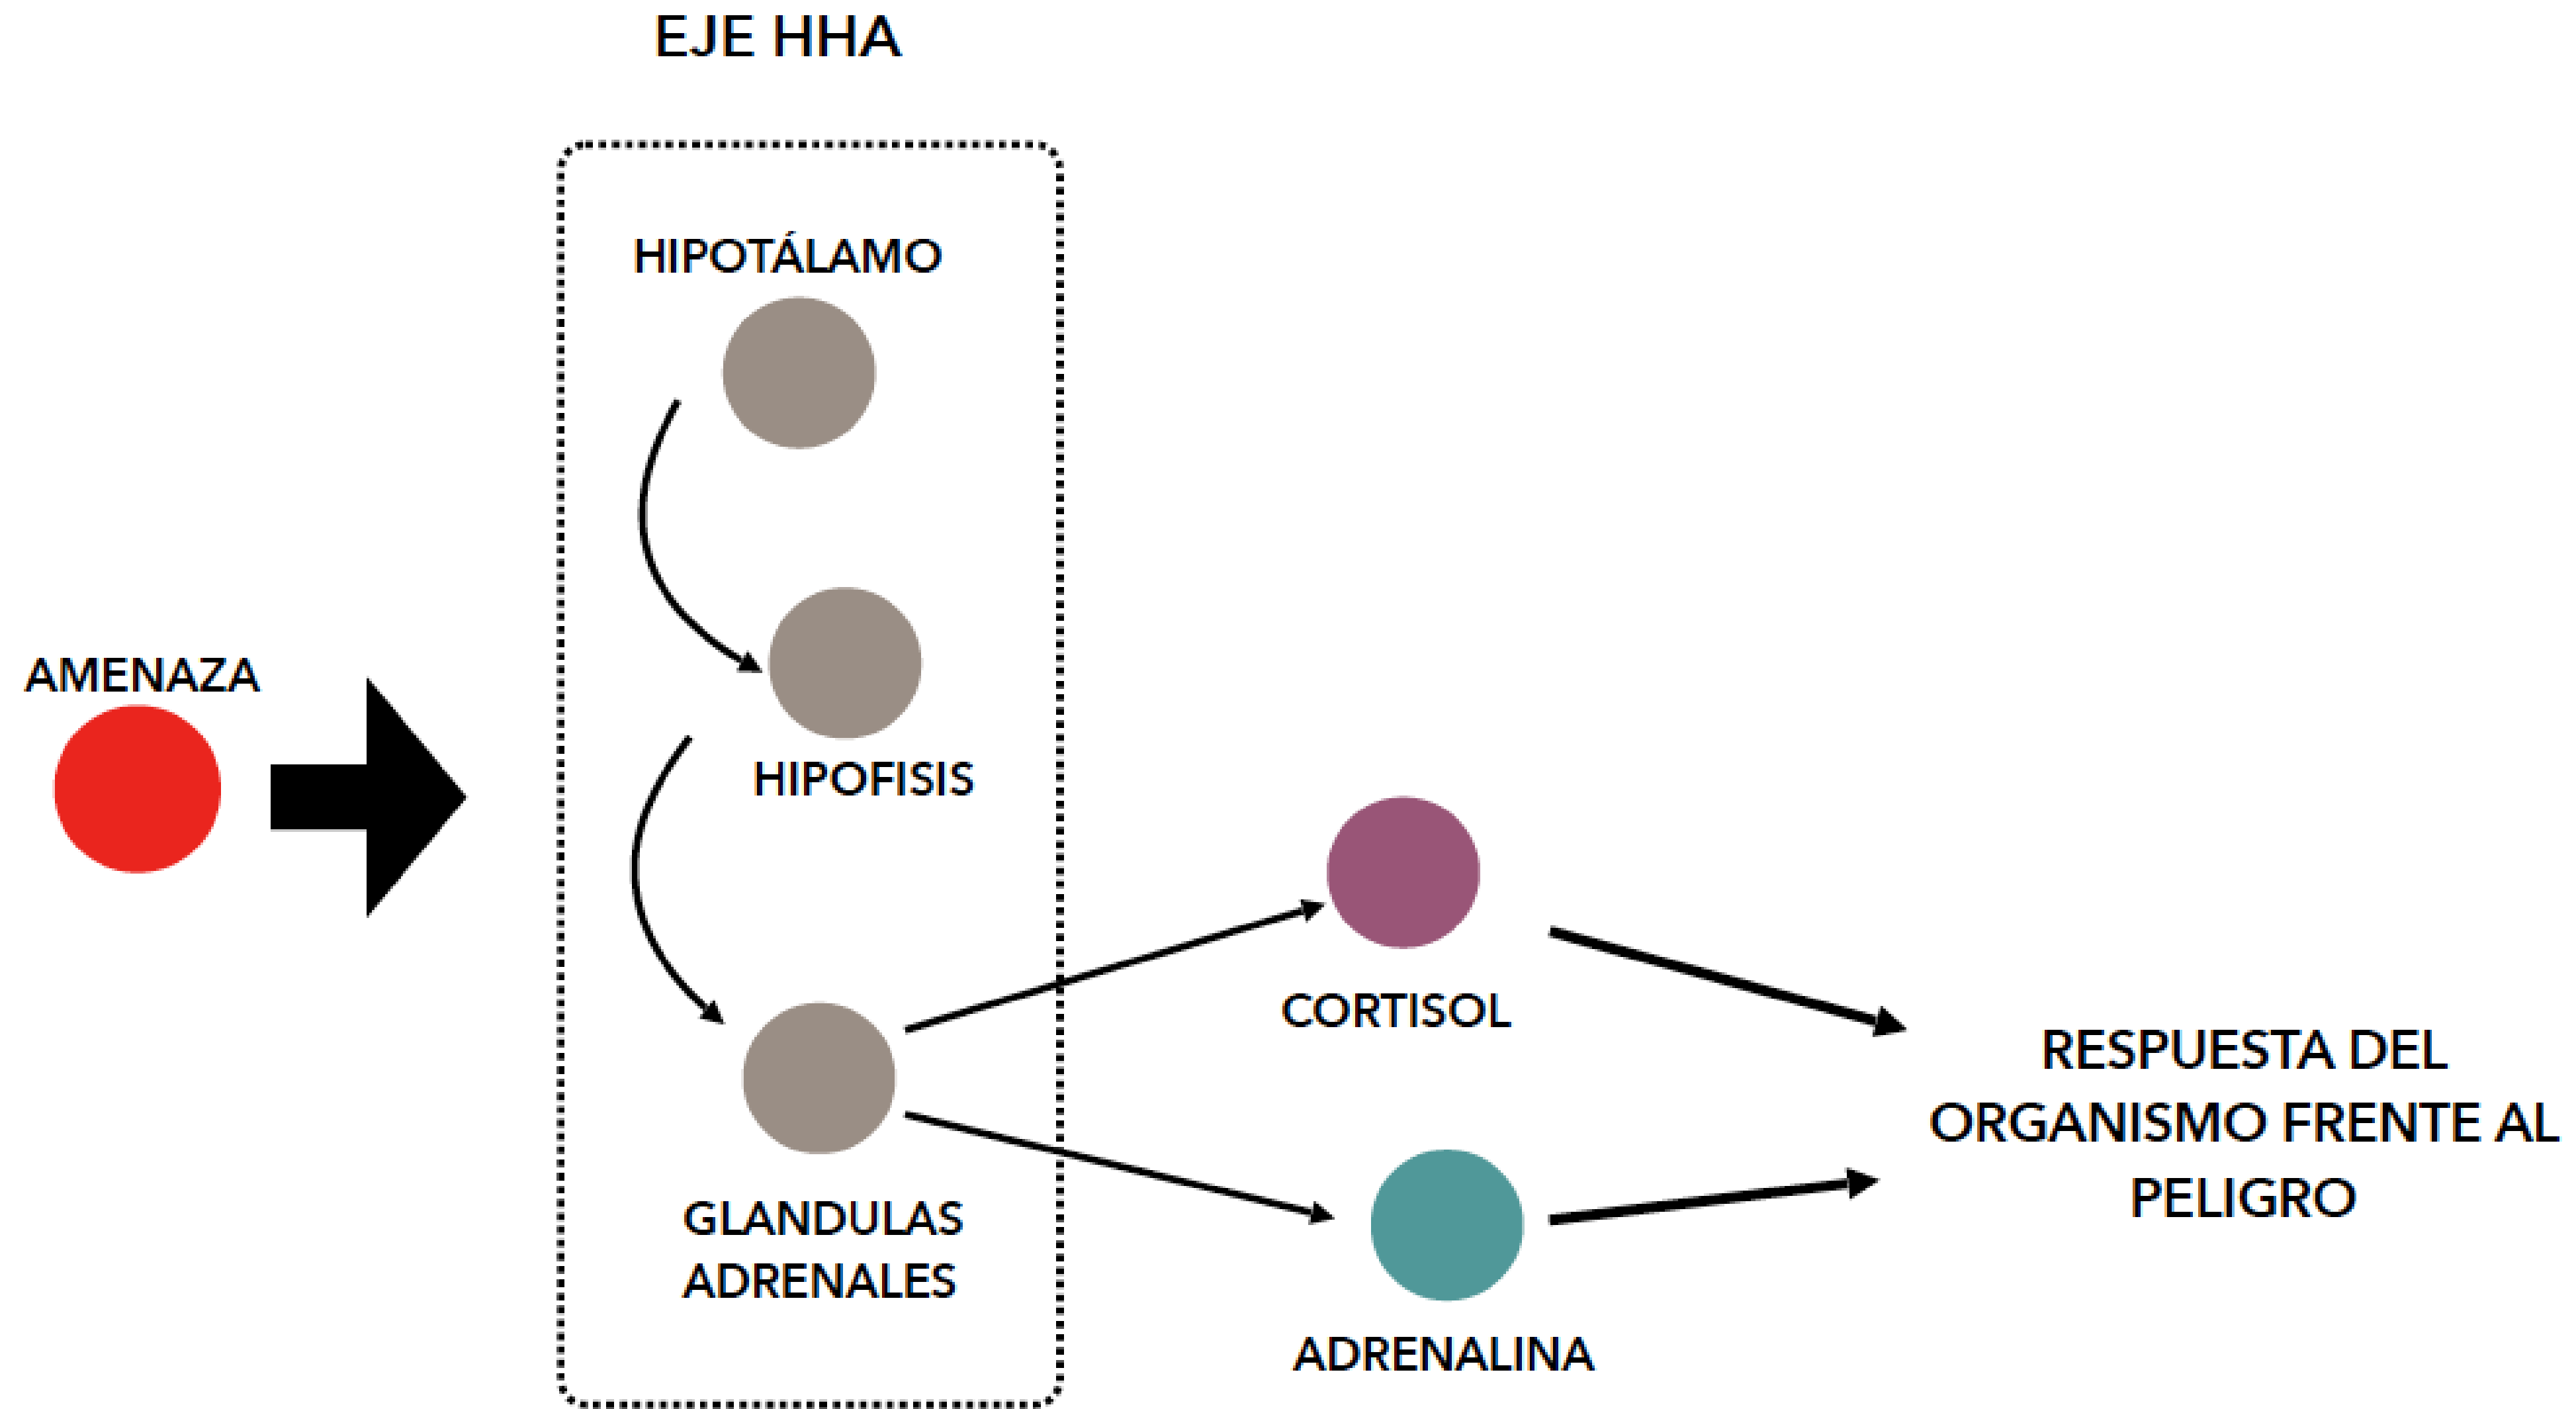 EJE HHA
HIPOTÁLAMO
AMENAZA
HIPOFISIS
CORTISOL
GLANDULAS
ADRENALES
ADRENALINA
RESPUESTA DEL
ORGANISMO FRENTE AL
PELIGRO